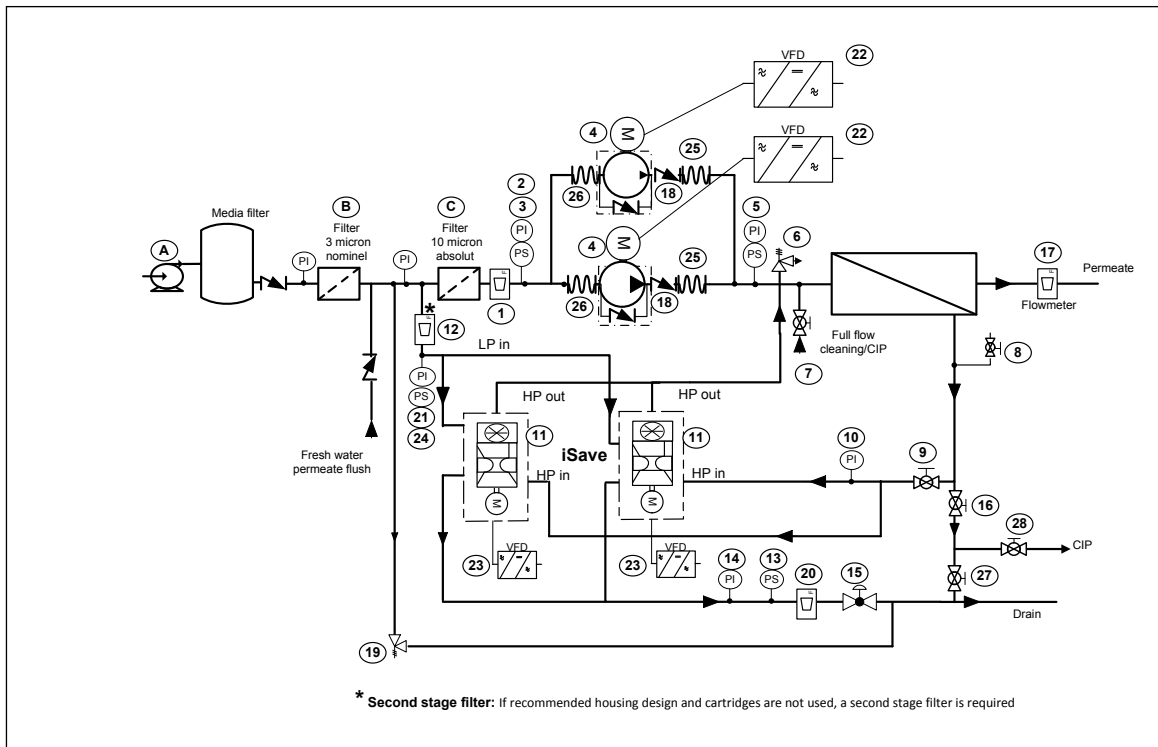 VFD
22
VFD
22
4
M
25
2
3
26
18
5
B
C
PI
PI
Media filter
Filter
3 micron
nominel
Filter
10 micron
absolut
PS
4
M
25
PS
6
17
A
PI
PI
Permeate
F
F
1
26
18
Flowmeter
*
F
12
Full flow
cleaning/CIP
8
LP in
7
PI
PS
HP out
HP out
21
24
11
11
10
9
iSave
PI
Fresh water
permeate flush
HP in
HP in
16
M
M
28
CIP
VFD
VFD
14
13
20
15
27
23
23
PI
PS
F
Drain
19
* Second stage filter: If recommended housing design and cartridges are not used, a second stage filter is required